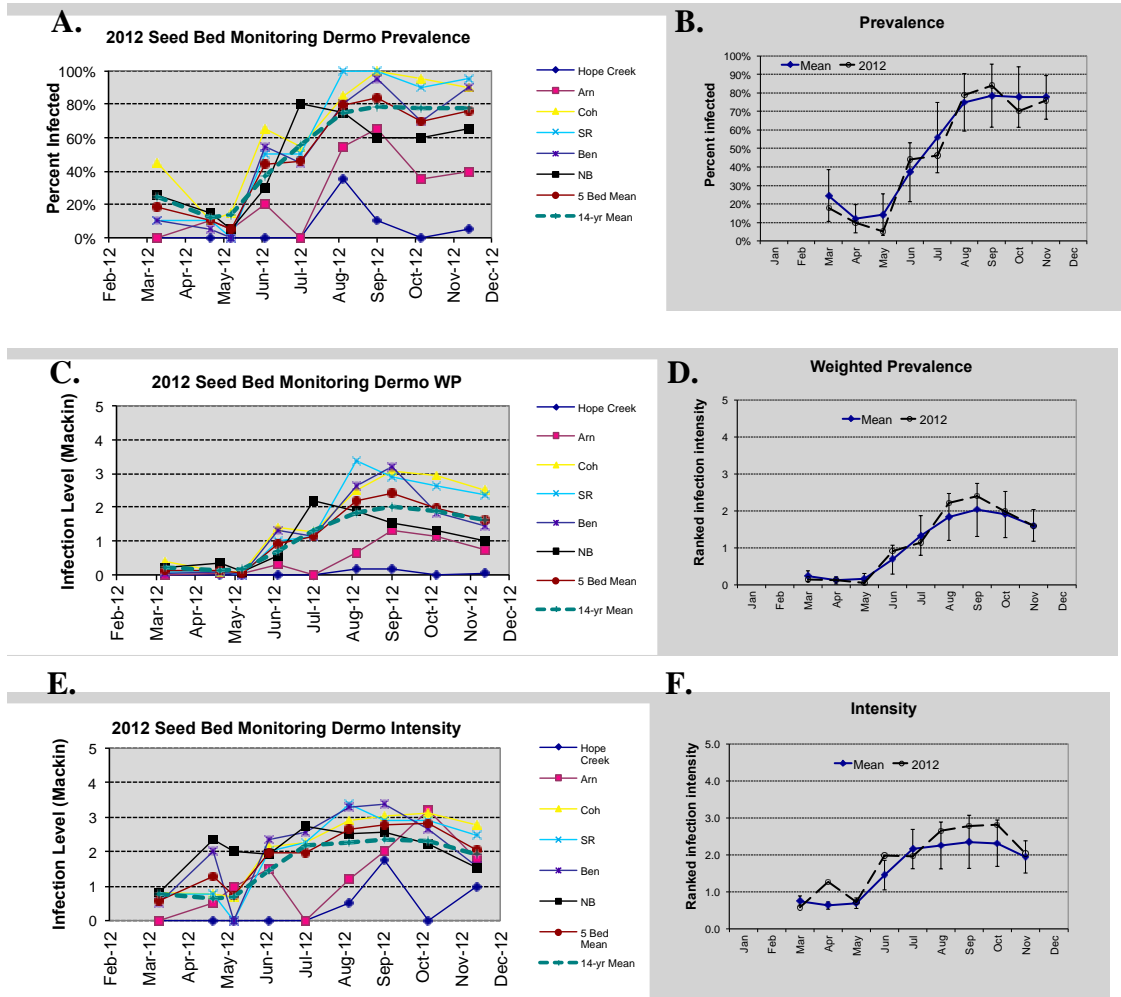 A.
2012 Seed Bed Monitoring Dermo Prevalence
Percent Infected
100%
80%
60%
40%
20%
0%
Feb-12
Mar-12
Apr-12
May-12
Jun-12
Jul-12
Aug-12
Sep-12
Oct-12
Nov-12
Dec-12
Hope Creek
Arn
Coh
SR
Ben
NB
5 Bed Mean
14-yr Mean
B.
Prevalence
Percent infected
100%
90%
80%
70%
60%
50%
40%
30%
20%
10%
0%
Mean
2012
Jan
Feb
Mar
Apr
May
Jun
Jul
Aug
Sep
Oct
Nov
Dec
C.
2012 Seed Bed Monitoring Dermo WP
Infection Level (Mackin)
5
4
3
2
1
0
Feb-12
Mar-12
Apr-12
May-12
Jun-12
Jul-12
Aug-12
Sep-12
Oct-12
Nov-12
Dec-12
Hope Creek
Arn
Coh
SR
Ben
NB
5 Bed Mean
14-yr Mean
D.
Weighted Prevalence
Ranked infection intensity
5
4
3
2
1
0
Mean
2012
Jan
Feb
Mar
Apr
May
Jun
Jul
Aug
Sep
Oct
Nov
Dec
E.
2012 Seed Bed Monitoring Dermo Intensity
Infection Level (Mackin)
5
4
3
2
1
0
Feb-12
Mar-12
Apr-12
May-12
Jun-12
Jul-12
Aug-12
Sep-12
Oct-12
Nov-12
Dec-12
Hope
Creek
Arn
Coh
SR
Ben
NB
5 Bed
Mean
14-yr Mean
F.
Intensity
Ranked infection intensity
5.0
4.0
3.0
2.0
1.0
0.0
Mean
2012
Jan
Feb
Mar
Apr
May
Jun
Jul
Aug
Sep
Oct
Nov
Dec